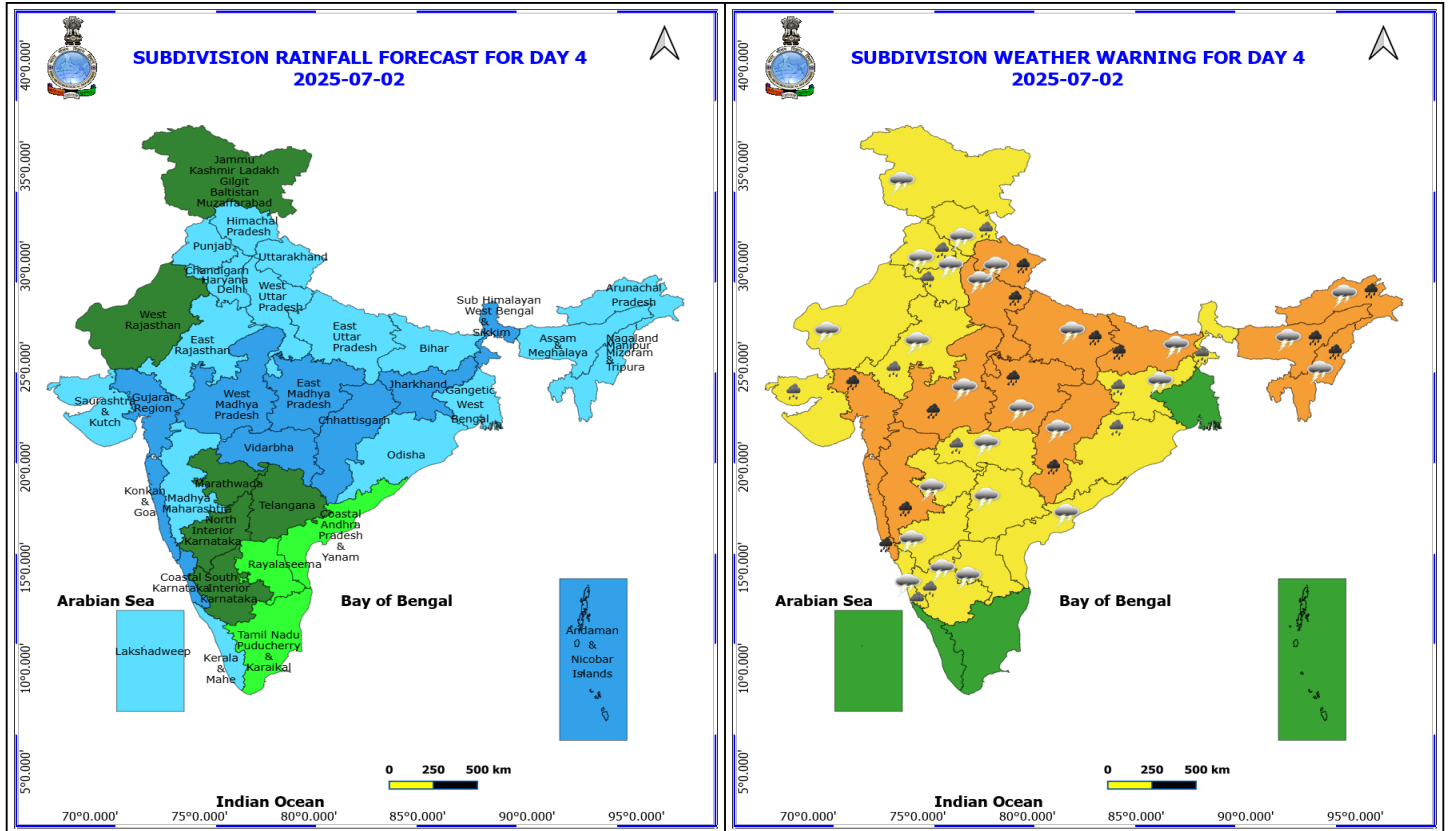 SUBDIVISION RAINFALL FORECAST FOR DAY 4
2025-07-02
40°0.000'
35°0.000'
30°0.000'
25°0.000'
20°0.000'
15°0.000'
10°0.000'
5°0.000'
Jammu
Kashmir Ladakh
Gilgit
Baltistan
Muzaffarabad
Himachal
Pradesh
Punjab
Uttarakhand
Chandigarh
Haryana
Delhi
West
Uttar
Pradesh
West
Rajasthan
East
Rajasthan
East
Uttar
Pradesh
Bihar
Sub Himalayan
West Bengal
&
Sikkim
Arunachal
Pradesh
Assam
&
Meghalaya
Nagaland
Manipur
Mizoram
&
Tripura
Saurashtra
&
Kutch
Gujarat
Region
West
Madhya
Pradesh
East
Madhya
Pradesh
Jharkhand
Gangetic
West
Bengal
Chhattisgarh
Vidarbha
Odisha
Konkan
&
Goa
Madhya
Maharashtra
Marathwada
Telangana
North
Interior
Karnataka
Coastal
Andhra
Pradesh
&
Yanam
Rayalaseema
Coastal
Karnataka
South
Interior
Karnataka
Tamil Nadu
Puducherry
&
Karaikal
Kerala
&
Mahe
Arabian Sea
Lakshadweep
Bay of Bengal
Andaman
&
Nicobar
Islands
0 250 500 km
Indian Ocean
70°0.000' 75°0.000' 80°0.000' 85°0.000' 90°0.000' 95°0.000'
SUBDIVISION WEATHER WARNING FOR DAY 4
2025-07-02
40°0.000'
35°0.000'
30°0.000'
25°0.000'
20°0.000'
15°0.000'
10°0.000'
5°0.000'
Arabian Sea
Bay of Bengal
0 250 500 km
Indian Ocean
70°0.000' 75°0.000' 80°0.000' 85°0.000' 90°0.000' 95°0.000'